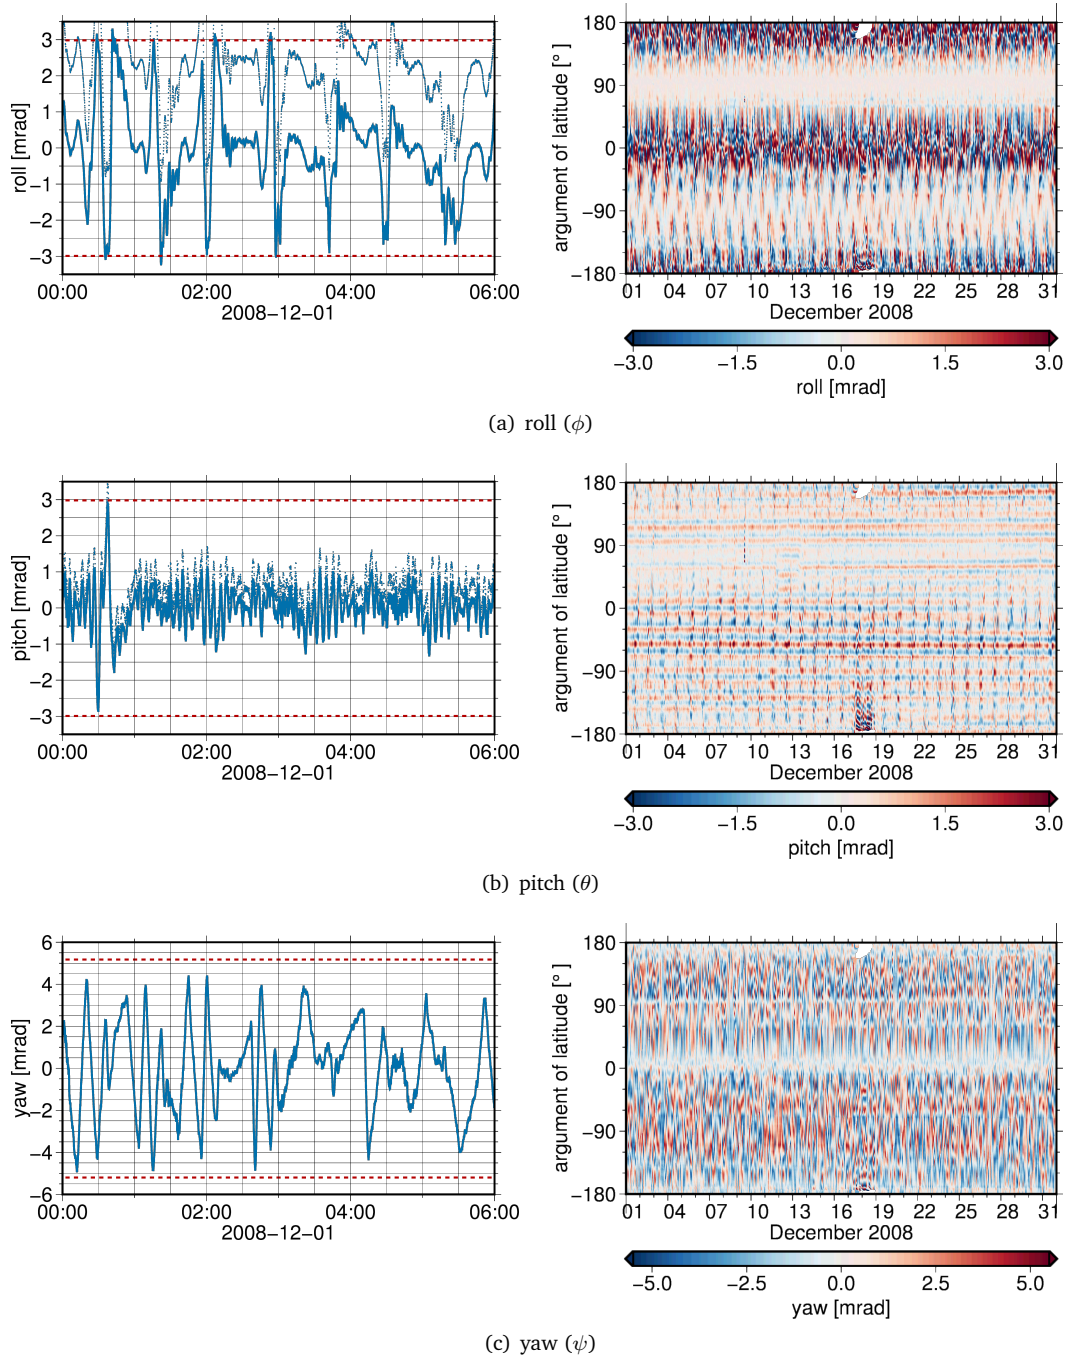 3
2
1
0
−1
−2
−3
roll [mrad]
00:00 02:00 04:00 06:00
2008−12−01
180
90
0
−90
−180
argument of latitude [° ]
01 04 07 10 13 16 19 22 25 28 31
December 2008
−3.0 −1.5 0.0 1.5 3.0
roll [mrad]
(a) roll (ϕ)
3
2
1
0
−1
−2
−3
pitch [mrad]
00:00 02:00 04:00 06:00
2008−12−01
180
90
0
−90
−180
argument of latitude [° ]
01 04 07 10 13 16 19 22 25 28 31
December 2008
−3.0 −1.5 0.0 1.5 3.0
pitch [mrad]
(b) pitch (θ)
6
4
2
0
−2
−4
−6
yaw [mrad]
00:00 02:00 04:00 06:00
2008−12−01
180
90
0
−90
−180
argument of latitude [° ]
01 04 07 10 13 16 19 22 25 28 31
December 2008
−5.0 −2.5 0.0 2.5 5.0
yaw [mrad]
(c) yaw (ψ)